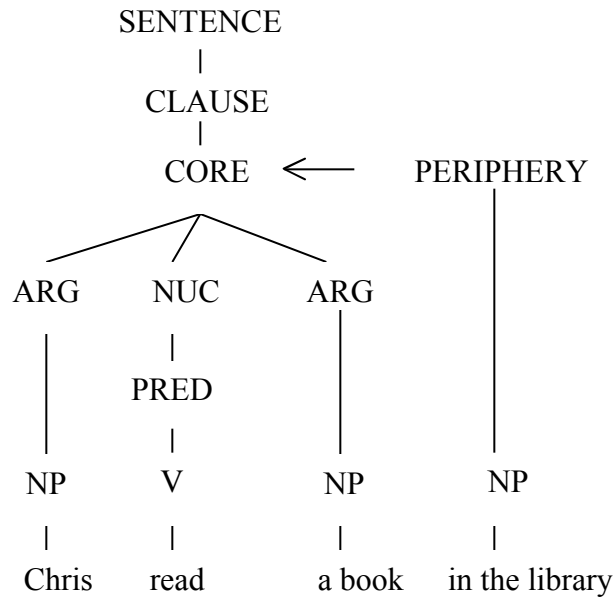 SENTENCE
CLAUSE
CORE PERIPHERY
ARG NUC ARG
PRED
NP V NP NP
Chris read a book in the library